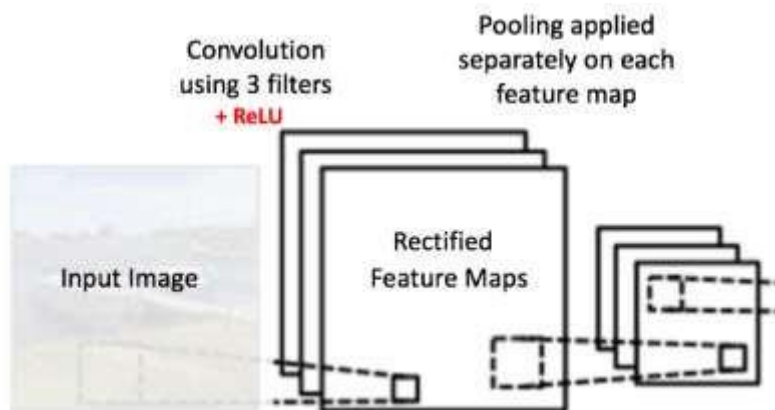 Convolution
using 3 filters
+ ReLU
Pooling applied
separately on each
feature map
Input Image
Rectified
Feature Maps